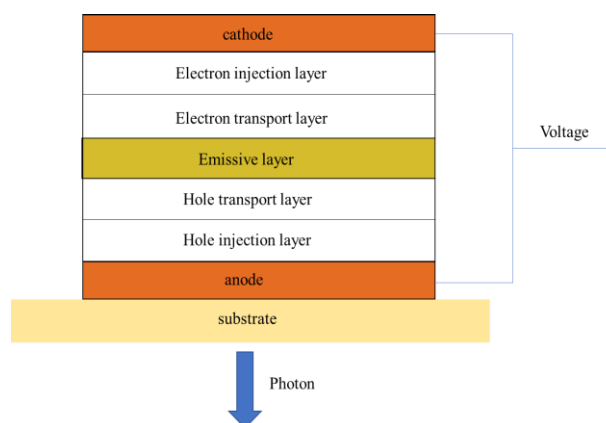 cathode
Electron injection layer
Electron transport layer
Voltage
Emissive layer
Hole transport layer
Hole injection layer
anode
substrate
Photon